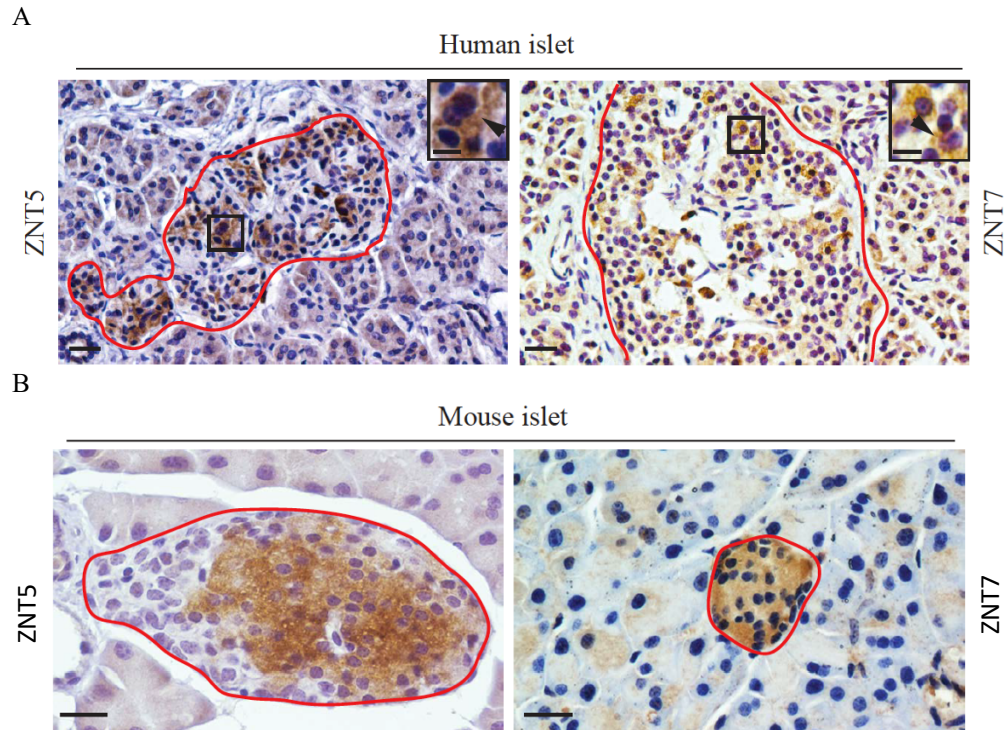 A
Human islet
ZNT5
ZNT7
B
Mouse islet
ZNT5
ZNT7